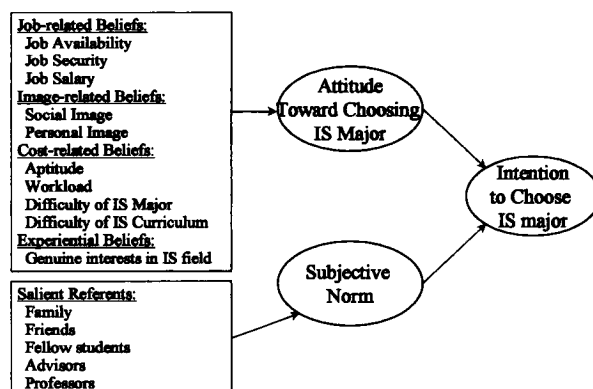 Job-related Beliefs:
Job Availability
Job Security
Job Salary
Image-related Beliefs:
Social Image
Personal Image
Cost-related Beliefs:
Aptitude
Workload
Difficulty of IS Major
Difficulty of IS Curriculum
Experiential Beliefs:
Genuine interests in IS field
Salient Referents:
Family
Friends
Fellow students
Advisors
Professors
Attitude
Toward Choosing
IS Major
Subjective
Norm
Intention
to Choose
IS major